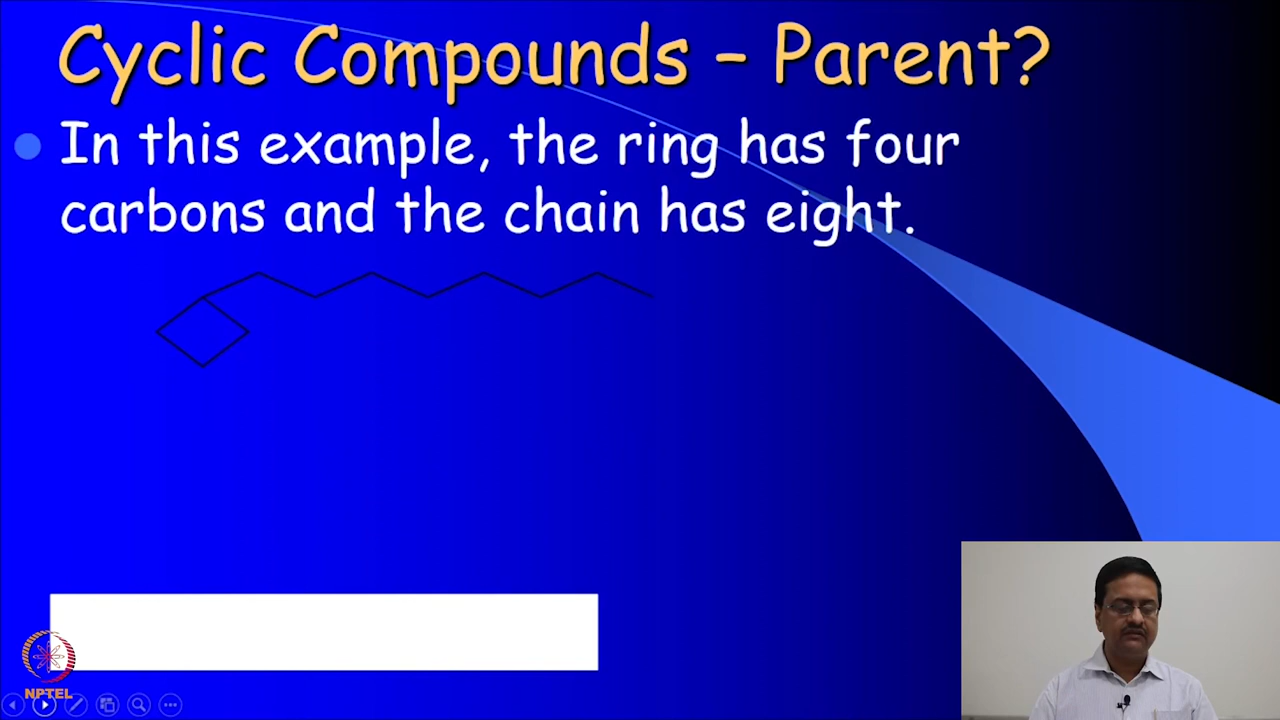 Cyclic Compounds – Parent?
In this example, the ring has four
carbons and the chain has eight.
NPTEL